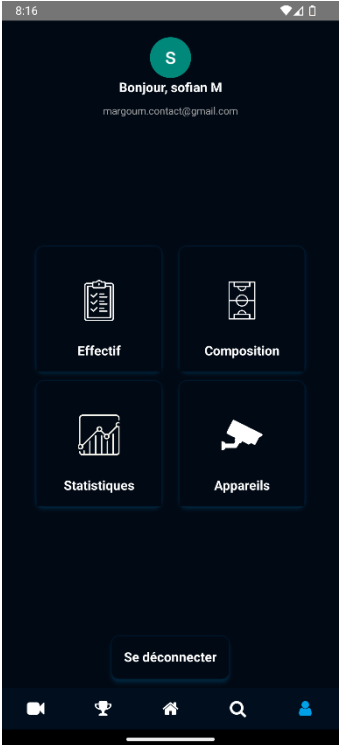 8:16
S
Bonjour, sofian M
margoum.contact@gmail.com
Effectif
Composition
Statistiques
Appareils
Se déconnecter